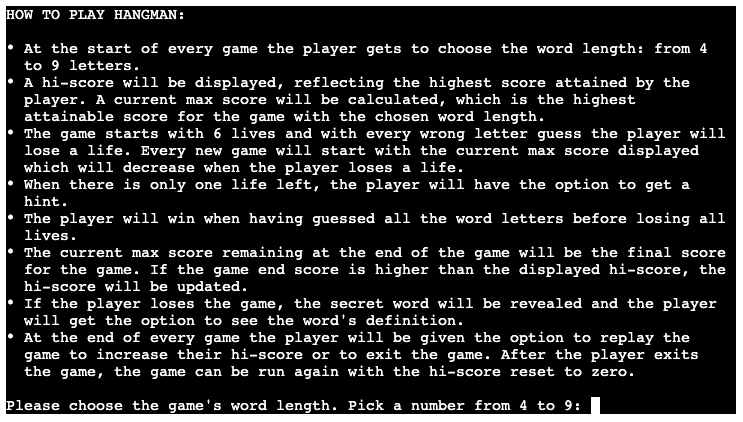 HOW TO PLAY HANGMAN:
• At the start of every game the player gets to choose the word length: from 4
to 9 letters.
• A hi-score will be displayed, reflecting the highest score attained by the
player. A current max score will be calculated, which is the highest
attainable score for the game with the chosen word length.
• The game starts with 6 lives and with every wrong letter guess the player will
lose a life. Every new game will start with the current max score displayed
which will decrease when the player loses a life.
• When there is only one life left, the player will have the option to get a
hint.
• The player will win when having guessed all the word letters before losing all
lives.
• The current max score remaining at the end of the game will be the final score
for the game. If the game end score is higher than the displayed hi-score, the
hi-score will be updated.
• If the player loses the game, the secret word will be revealed and the player
will get the option to see the word's definition.
• At the end of every game the player will be given the option to replay the
game to increase their hi-score or to exit the game. After the player exits
the game, the game can be run again with the hi-score reset to zero.
Please choose the game's word length. Pick a number from 4 to 9: